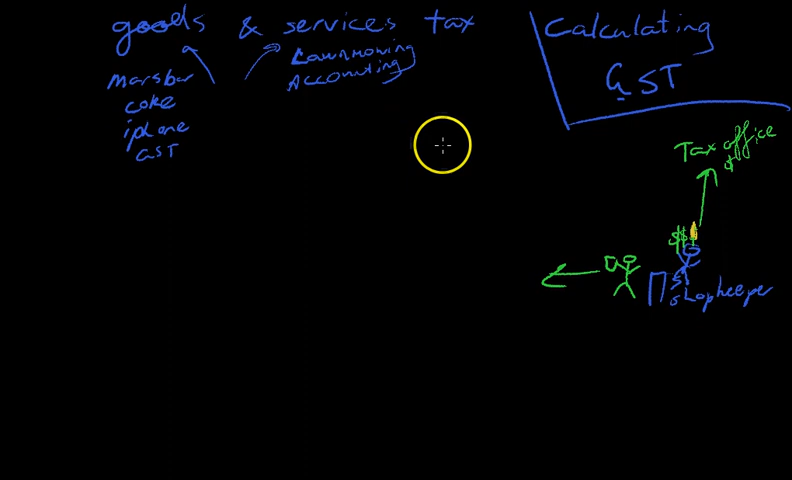 goods & services tax
Lawnmowing
Accounting
marsbar
coke
iphone
GST
Calculating
GST
Tax office
$
$$
shopkeeper